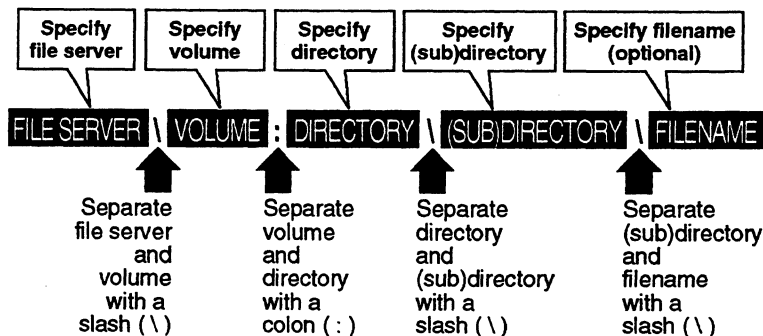 Specify
file server
Specify
volume
Specify
directory
Specify
(sub)directory
Specify filename
(optional)
FILE SERVER \ VOLUME : DIRECTORY \ (SUB)DIRECTORY \ FILENAME
Separate
file server
and
volume
with a
slash ( \ )
Separate
volume
and
directory
with a
colon ( : )
Separate
directory
and
(sub)directory
with a
slash ( \ )
Separate
(sub)directory
and
filename
with a
slash ( \ )